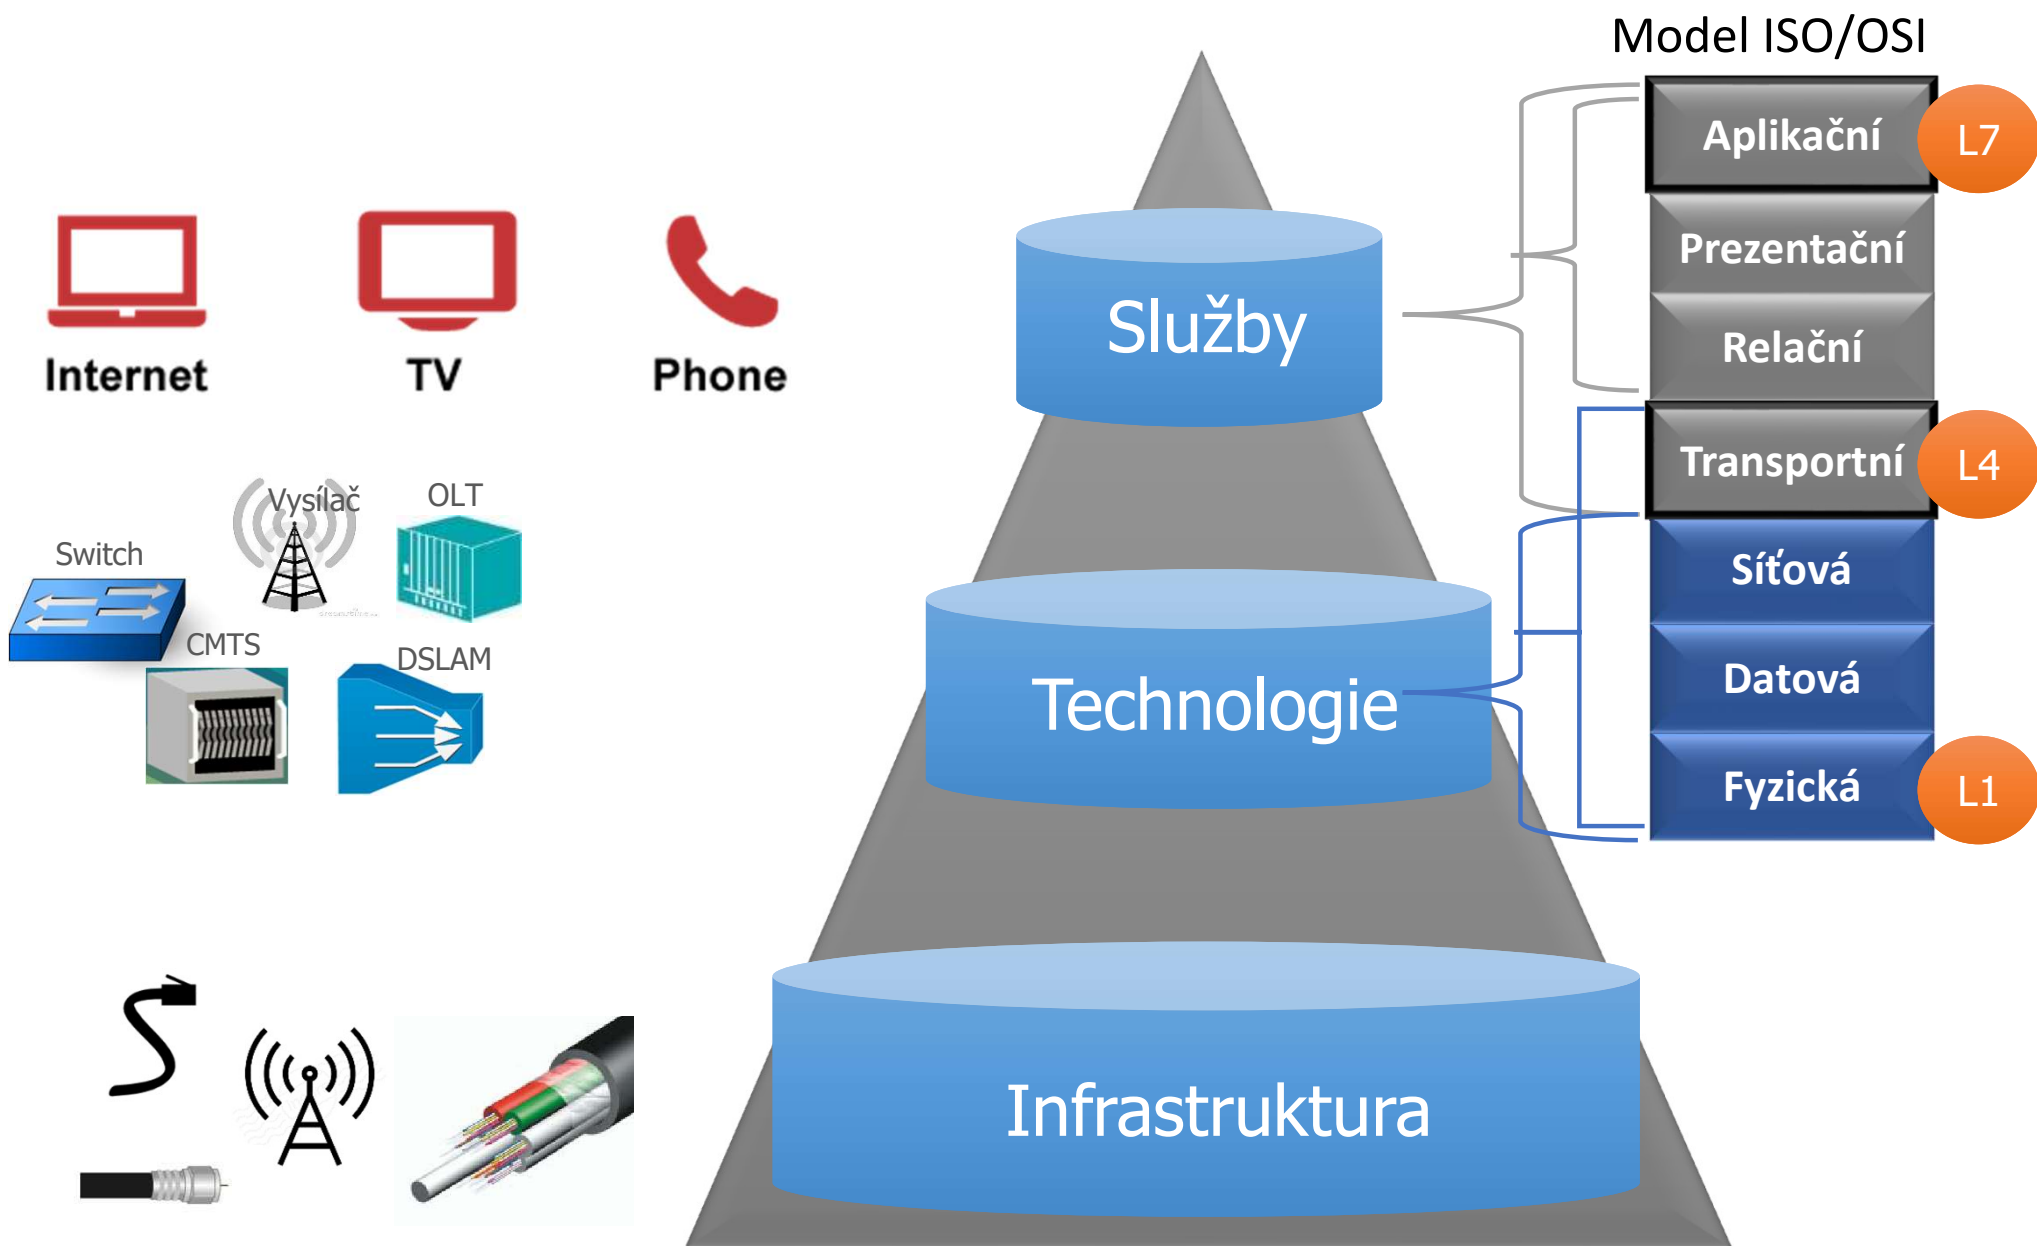 Model ISO/OSI
Aplikační
L7
Prezentační
Relační
Transportní
L4
Síťová
Datová
Fyzická
L1
Služby
Technologie
Infrastruktura
Internet
TV
Phone
Vysílač
OLT
Switch
CMTS
DSLAM